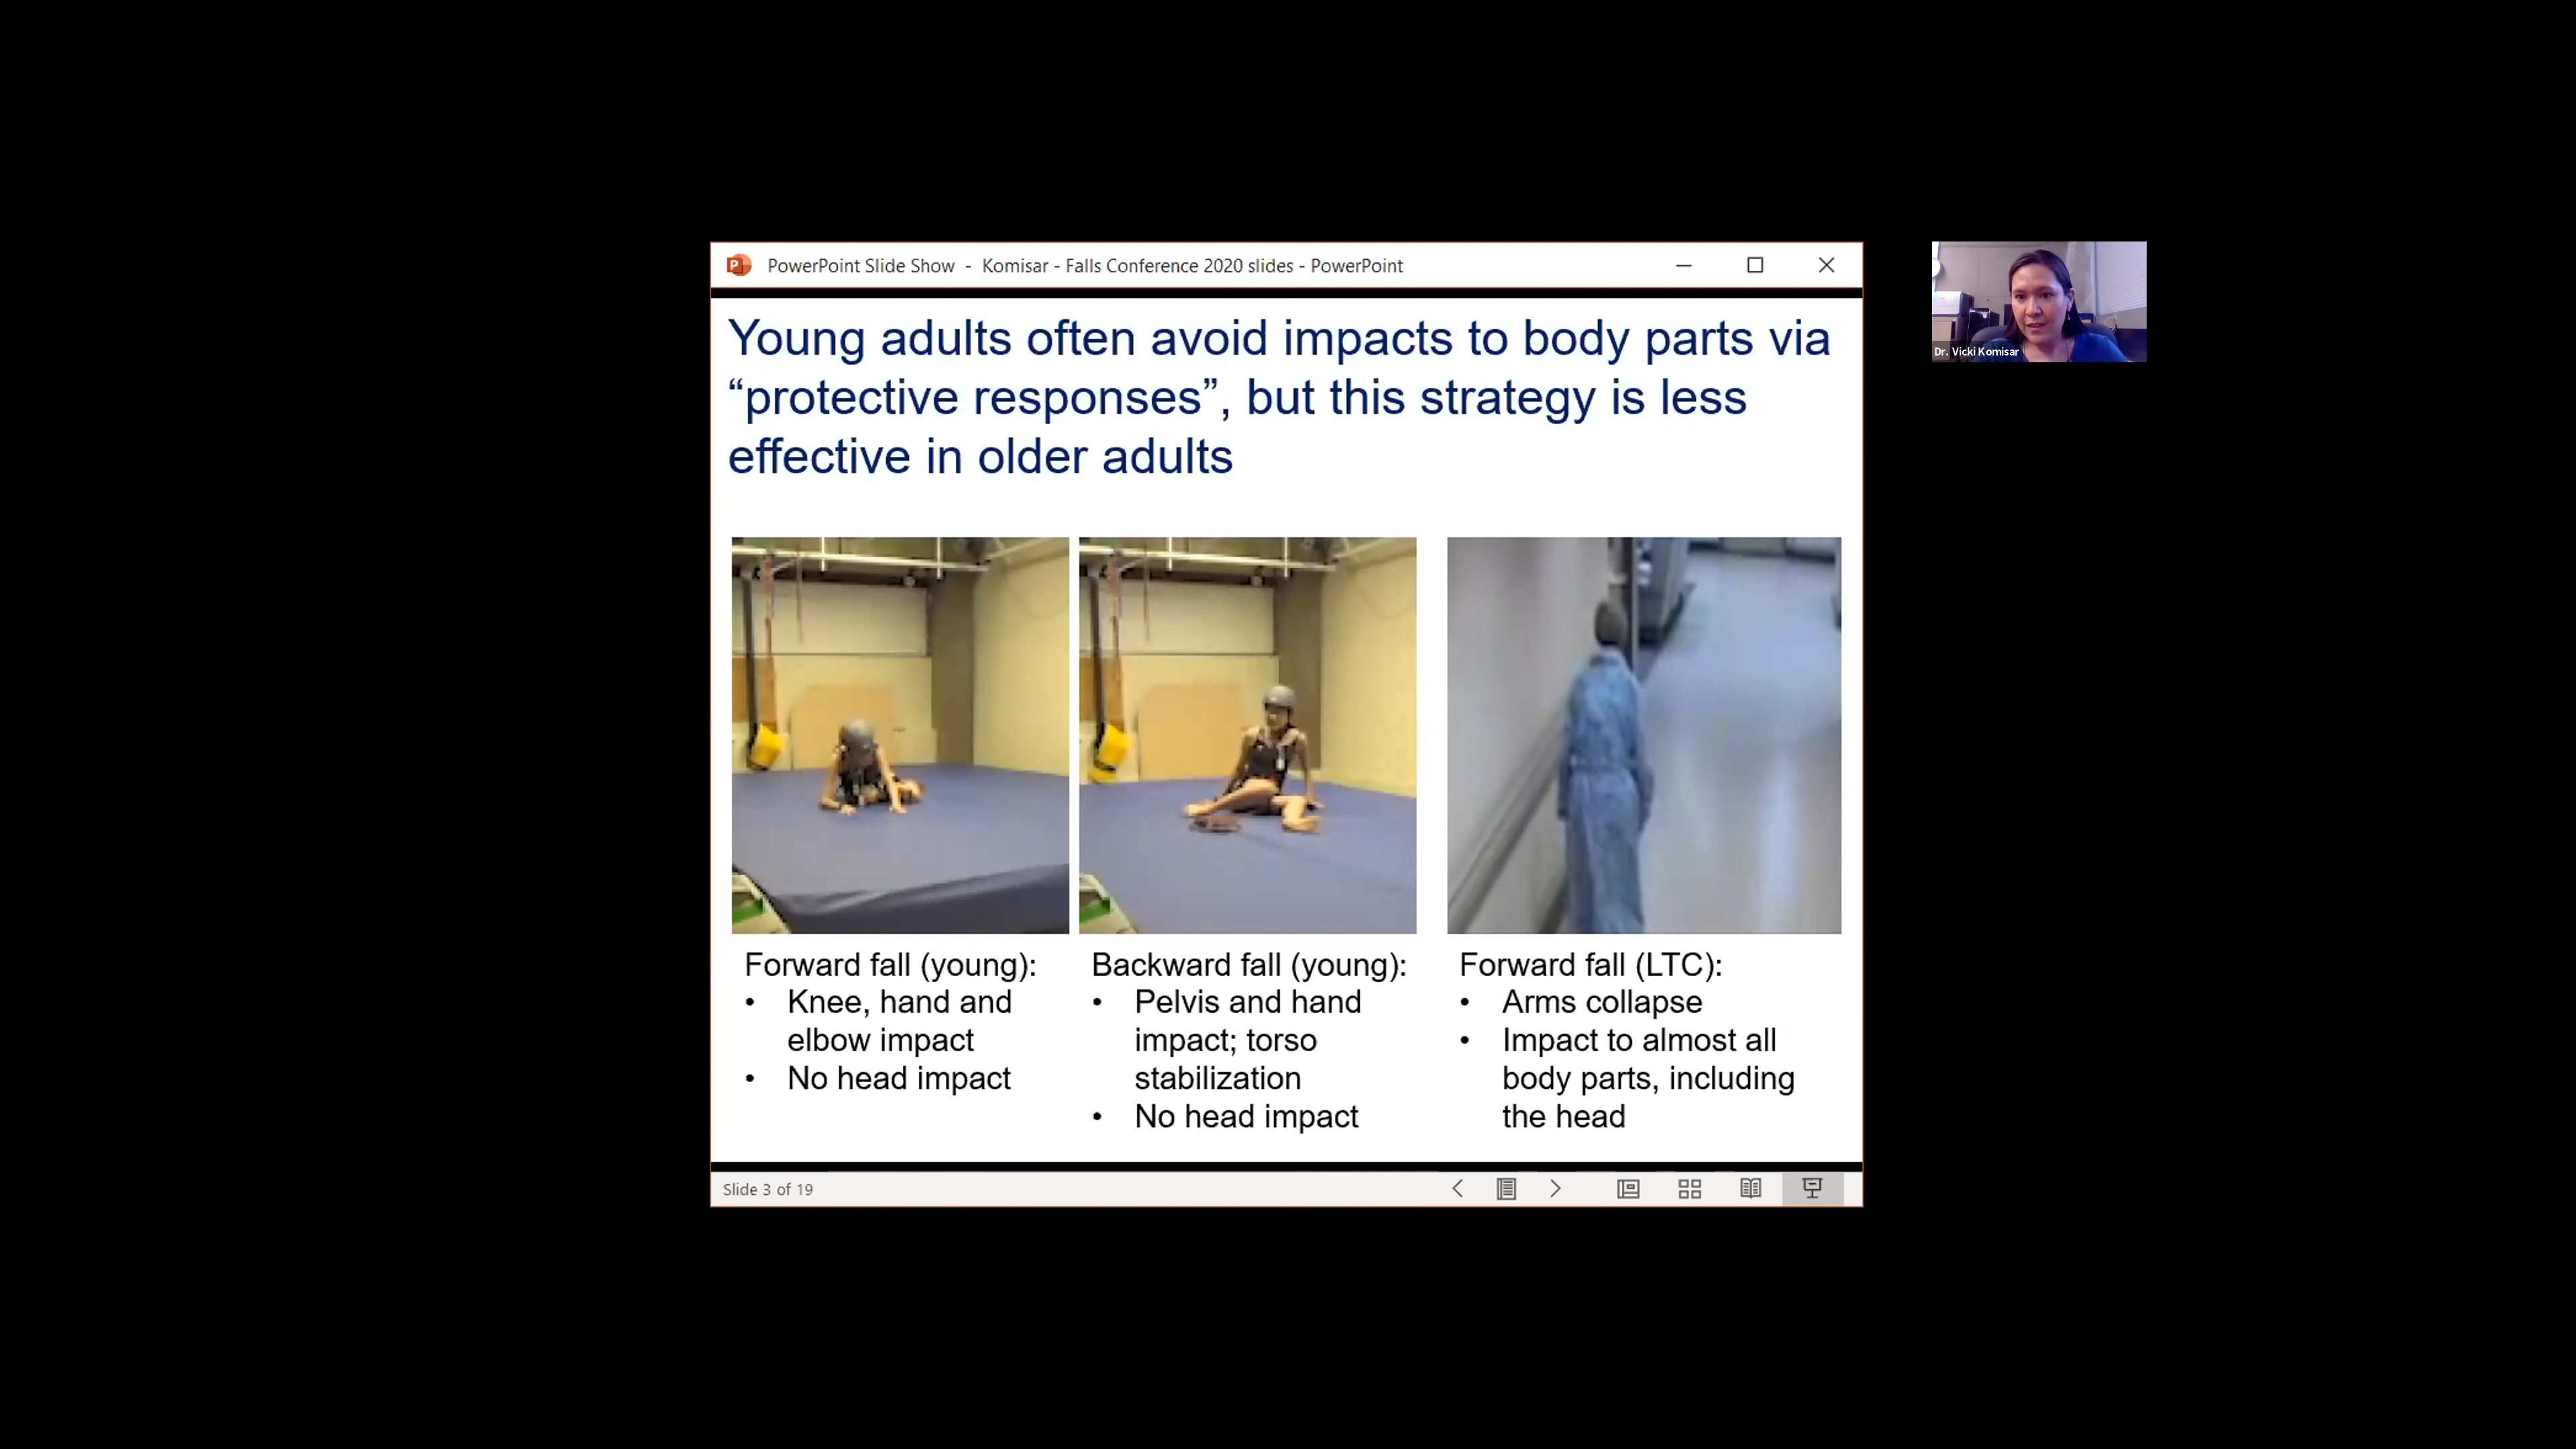 PowerPoint Slide Show - Komisar - Falls Conference 2020 slides - PowerPoint
Dr. Vicki Komisar
Young adults often avoid impacts to body parts via
“protective responses”, but this strategy is less
effective in older adults
Forward fall (young):
• Knee, hand and
elbow impact
• No head impact
Backward fall (young):
• Pelvis and hand
impact; torso
stabilization
• No head impact
Forward fall (LTC):
• Arms collapse
• Impact to almost all
body parts, including
the head
Slide 3 of 19